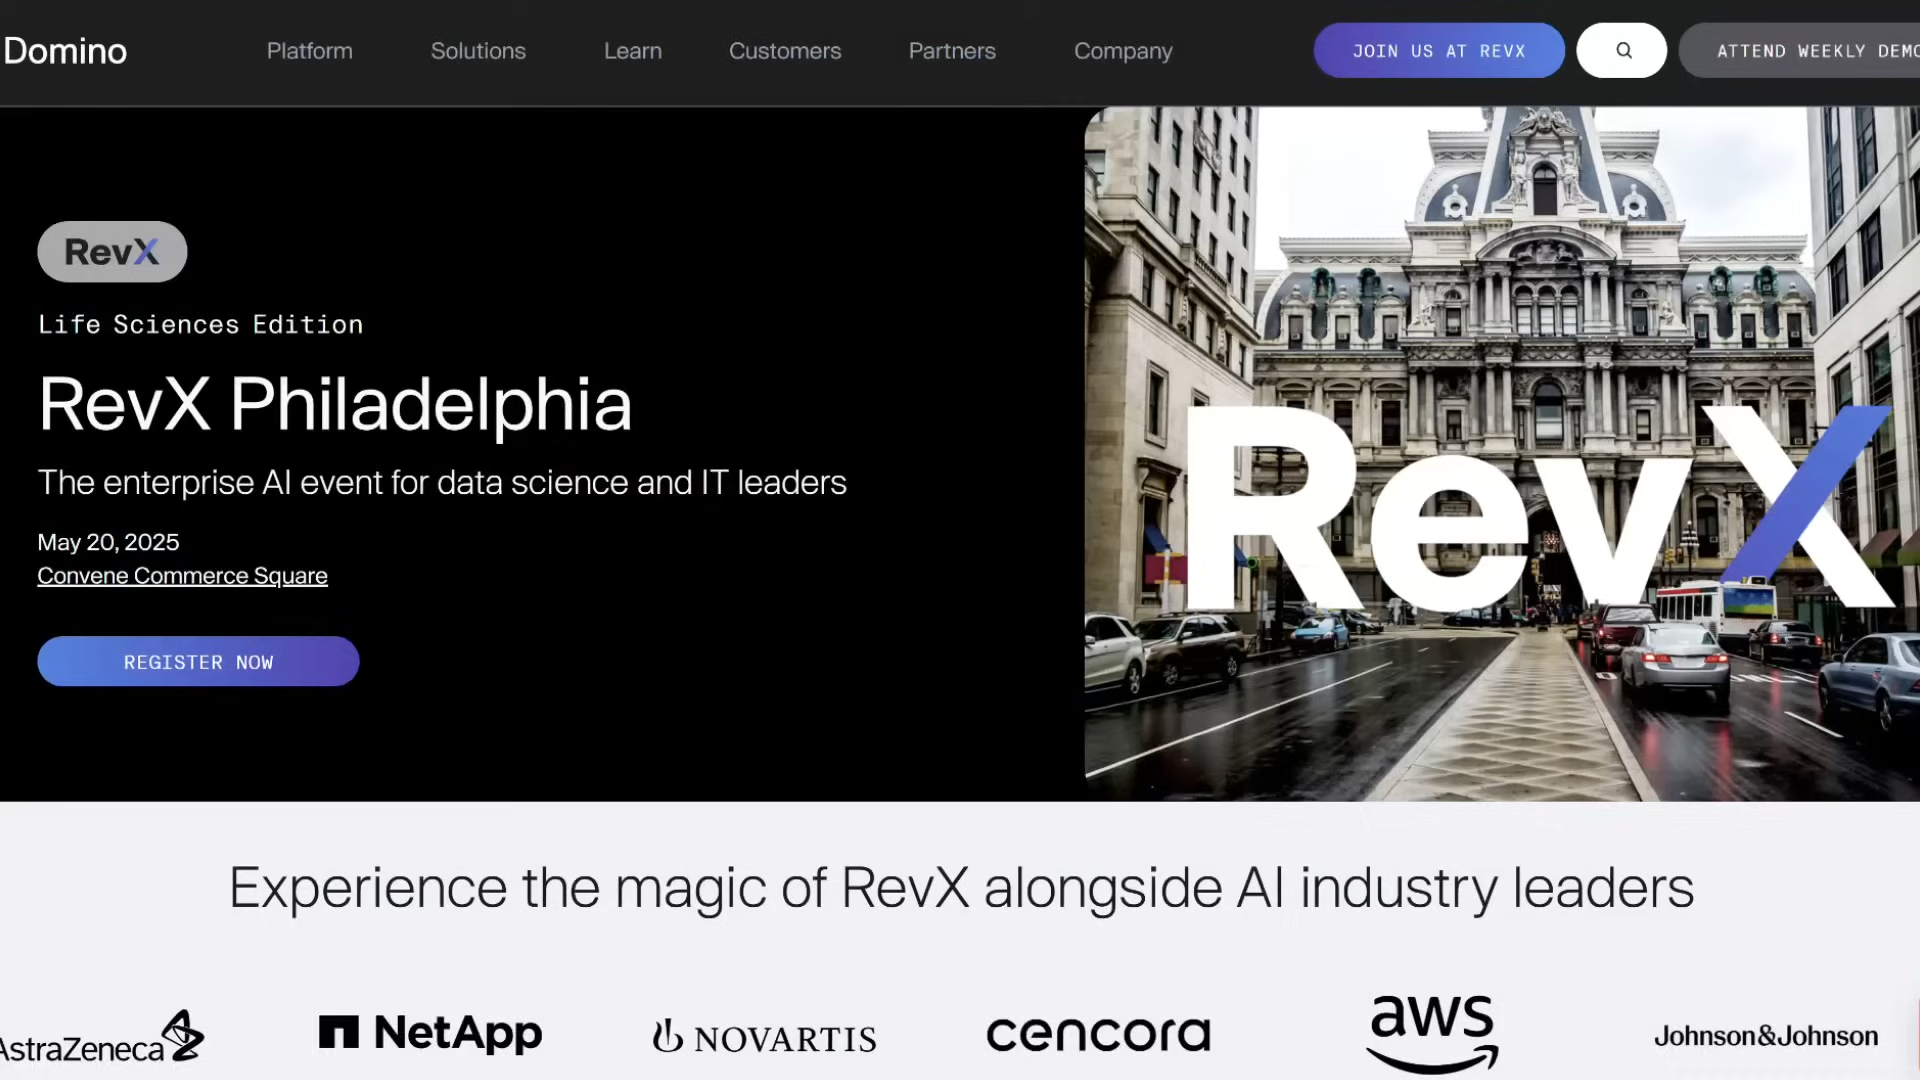 Domino
Platform
Solutions
Learn
Customers
Partners
Company
JOIN US AT REVX
ATTEND WEEKLY DEMO
RevX
Life Sciences Edition
RevX Philadelphia
The enterprise AI event for data science and IT leaders
May 20, 2025
Convene Commerce Square
REGISTER NOW
RevX
Experience the magic of RevX alongside AI industry leaders
AstraZeneca
NetApp
NOVARTIS
cencora
aws
Johnson&Johnson